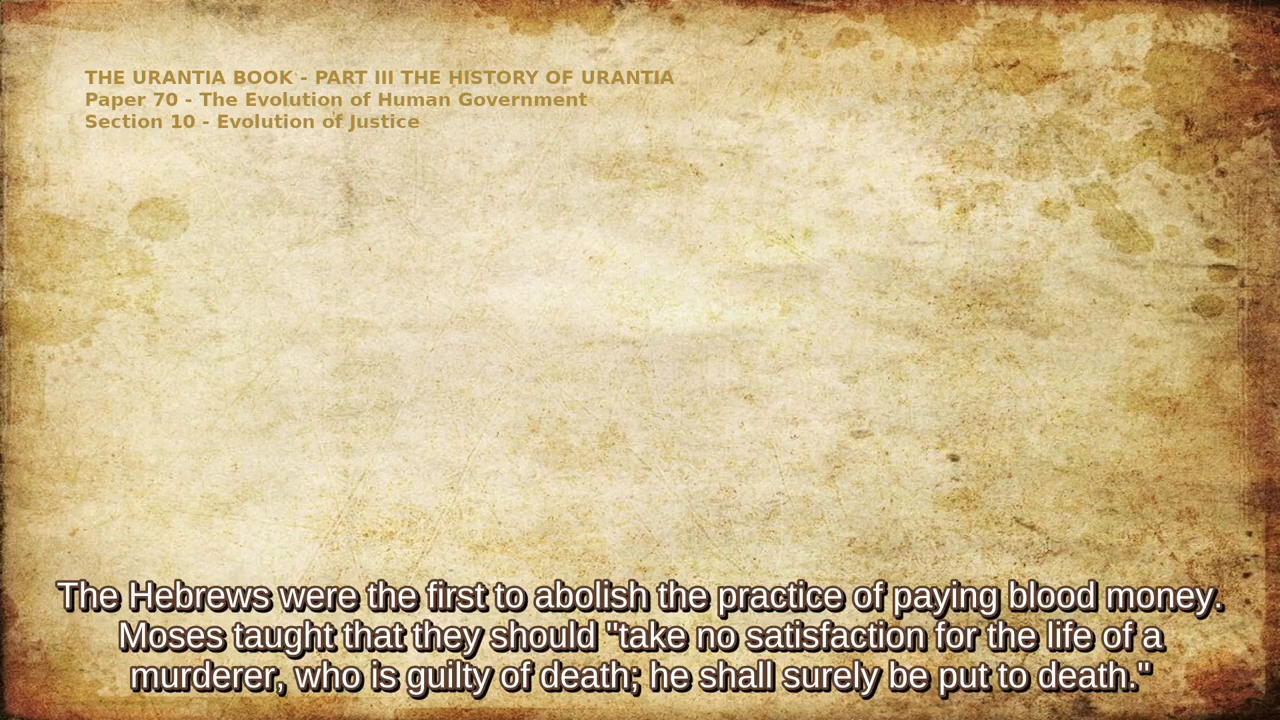 THE URANTIA BOOK - PART III THE HISTORY OF URANTIA
Paper 70 - The Evolution of Human Government
Section 10 - Evolution of Justice
The Hebrews were the first to abolish the practice of paying blood money.
Moses taught that they should "take no satisfaction for the life of a
murderer, who is guilty of death; he shall surely be put to death."